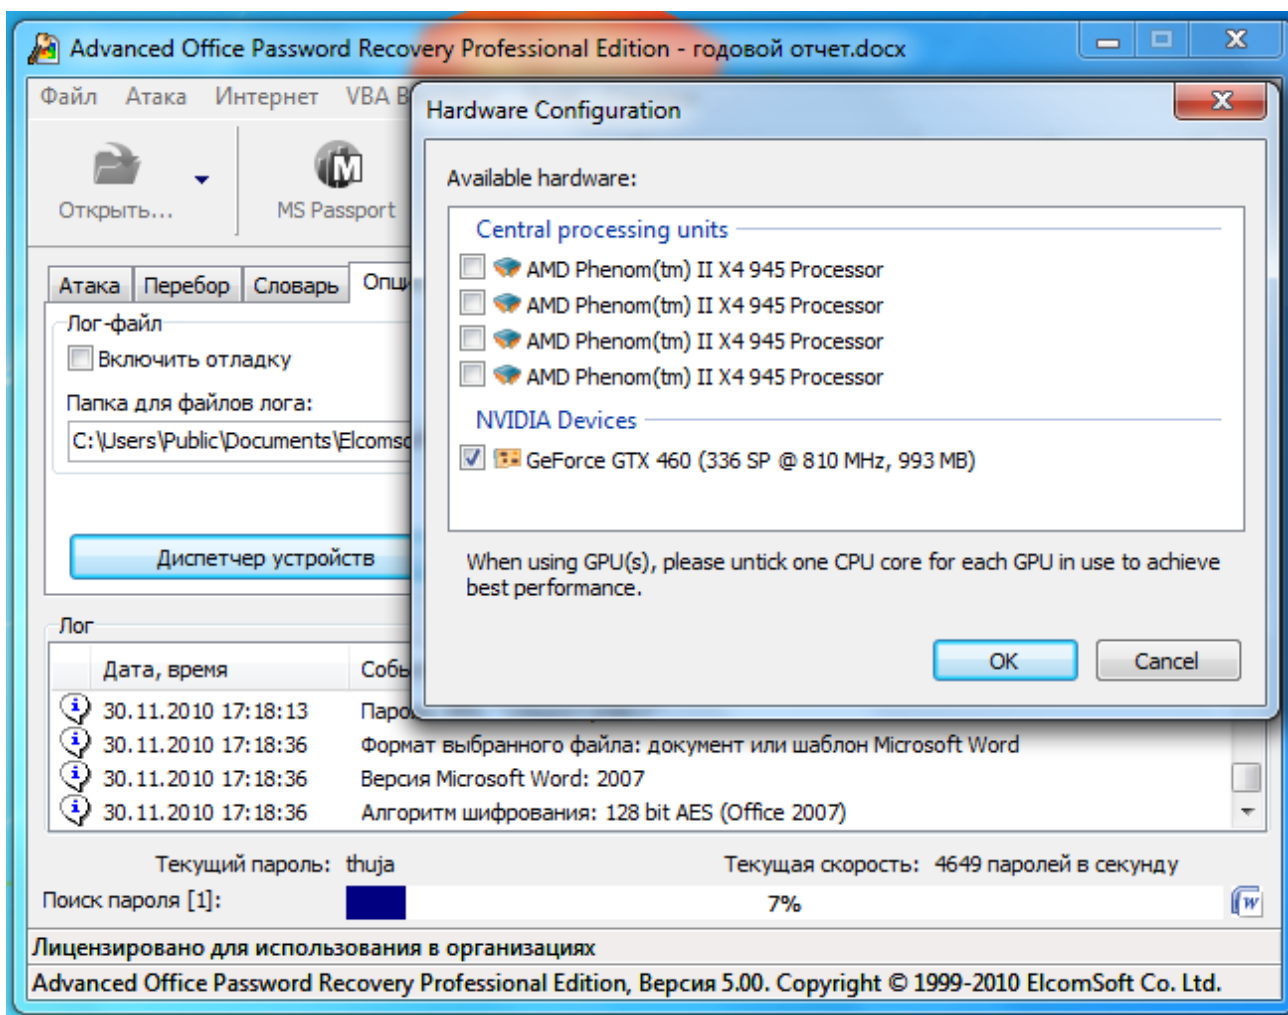 Advanced Office Password Recovery Professional Edition - годовой отчет.docx
Файл Атака Интернет VBA
Открыть...
MS Passport
Атака Перебор Словарь
Лог-файл
Включить отладку
Папка для файлов лога:
C:\Users\Public\Documents\Elcomso
Диспетчер устройств
Hardware Configuration
Available hardware:
Central processing units
AMD Phenom(tm) II X4 945 Processor
AMD Phenom(tm) II X4 945 Processor
AMD Phenom(tm) II X4 945 Processor
AMD Phenom(tm) II X4 945 Processor
NVIDIA Devices
GeForce GTX 460 (336 SP @ 810 MHz, 993 MB)
When using GPU(s), please untick one CPU core for each GPU in use to achieve
best performance.
OK Cancel
Лог
Дата, время
30.11.2010 17:18:13
30.11.2010 17:18:36 Формат выбранного файла: документ или шаблон Microsoft Word
30.11.2010 17:18:36 Версия Microsoft Word: 2007
30.11.2010 17:18:36 Алгоритм шифрования: 128 bit AES (Office 2007)
Текущий пароль: thuja Текущая скорость: 4649 паролей в секунду
Поиск пароля [1]: 7%
Лицензировано для использования в организациях
Advanced Office Password Recovery Professional Edition, Версия 5.00. Copyright © 1999-2010 ElcomSoft Co. Ltd.